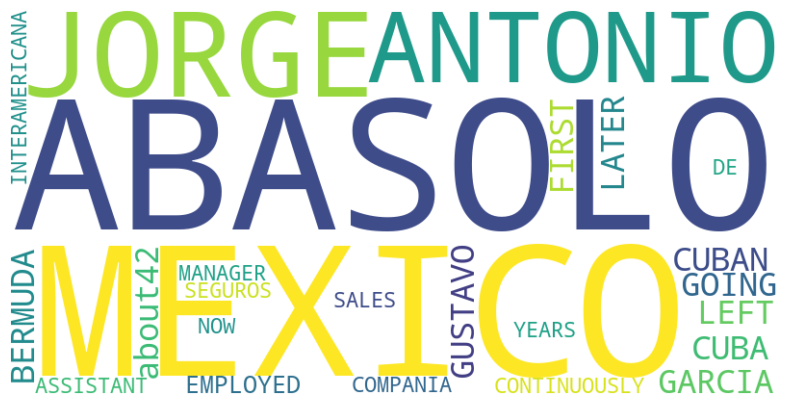 INTERAMERICANA
JORGE
ANTONIO
ABASOLO
FIRST
LATER
DE
BERMUDA
MEXICO
about42
MANAGER
SEGUROS
NOW
SALES
GUSTAVO
YEARS
CUBAN
GOING
LEFT
CUBA
GARCIA
ASSISTANT
EMPLOYED
COMPANIA
CONTINUOUSLY